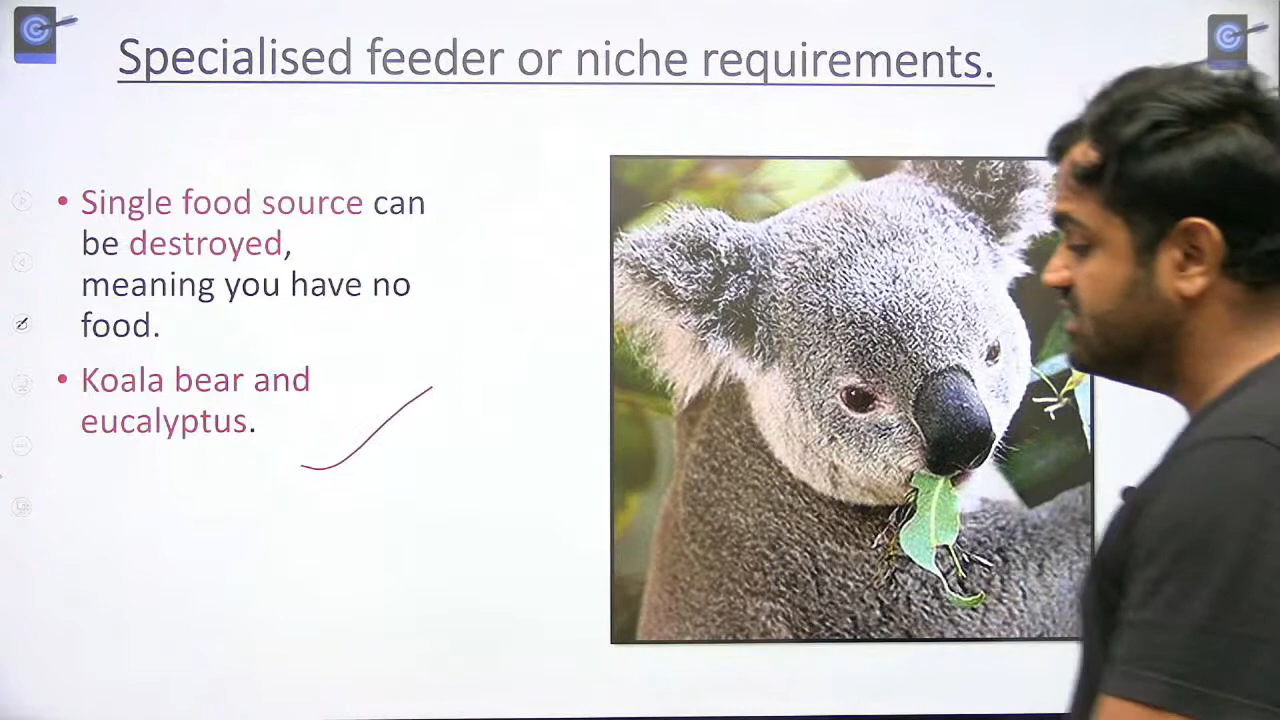 Specialised feeder or niche requirements.
• Single food source can
be destroyed,
meaning you have no
food.
• Koala bear and
eucalyptus.